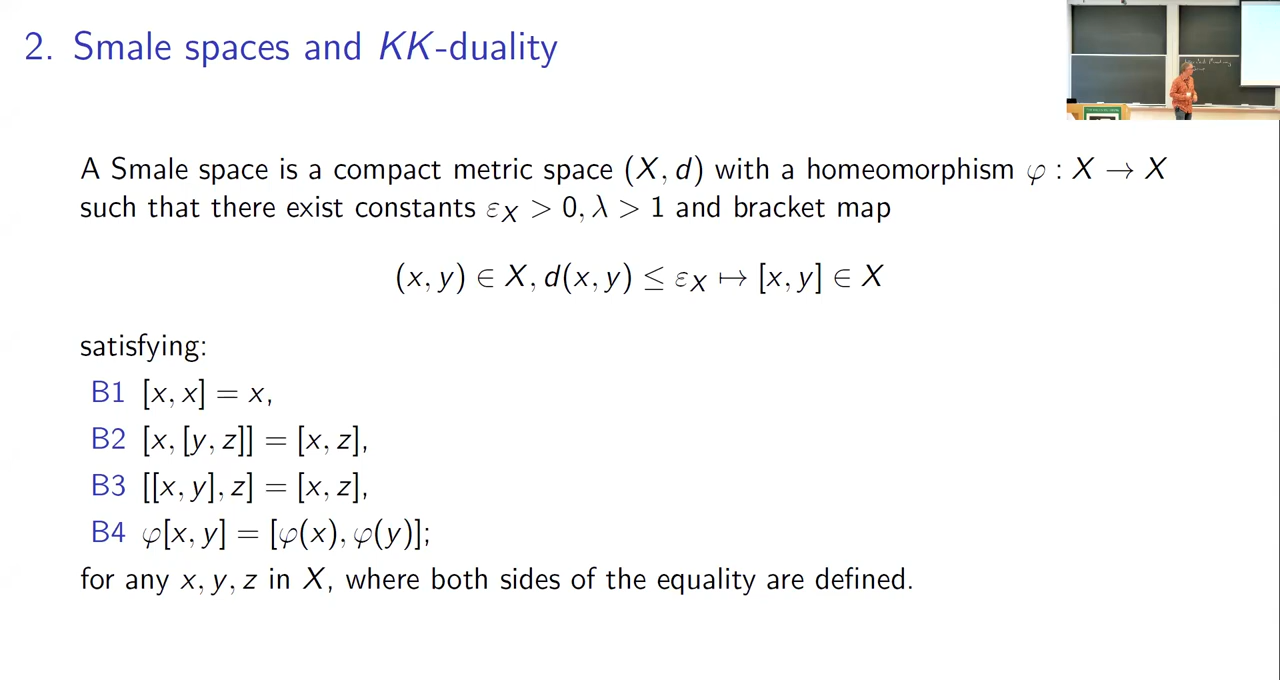 2. Smale spaces and KK-duality
A Smale space is a compact metric space (X, d) with a homeomorphism φ : X → X
such that there exist constants ε_X > 0, λ > 1 and bracket map
(x, y) ∈ X, d(x, y) ≤ ε_X ↦ [x, y] ∈ X
satisfying:
B1 [x, x] = x,
B2 [x, [y, z]] = [x, z],
B3 [[x, y], z] = [x, z],
B4 φ[x, y] = [φ(x), φ(y)];
for any x, y, z in X, where both sides of the equality are defined.